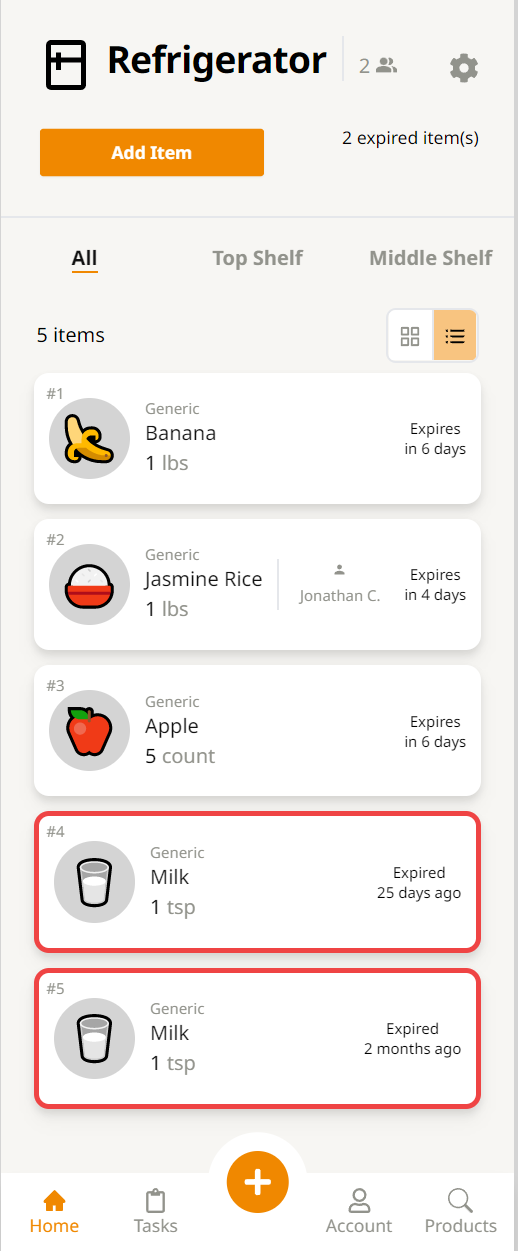 Refrigerator
2
Add Item
2 expired item(s)
All
Top Shelf
Middle Shelf
5 items
#1
Generic
Banana
1 lbs
Expires
in 6 days
#2
Generic
Jasmine Rice
1 lbs
Jonathan C.
Expires
in 4 days
#3
Generic
Apple
5 count
Expires
in 6 days
#4
Generic
Milk
1 tsp
Expired
25 days ago
#5
Generic
Milk
1 tsp
Expired
2 months ago
Home
Tasks
Account
Products